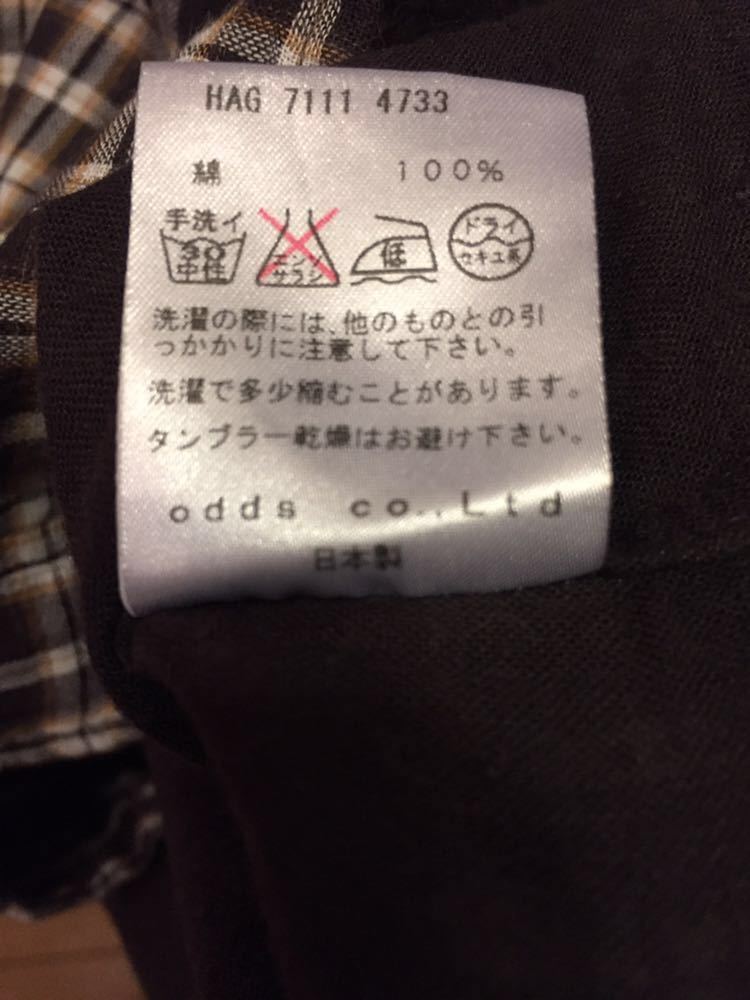 HAG 7111 4733
綿 100%
手洗イ
30
中性
エンソ
サラシ
低
ドライ
セキユ系
洗濯の際には、他のものとの引
っかかりに注意して下さい。
洗濯で多少縮むことがあります。
タンブラー乾燥はお避け下さい。
odds co.,Ltd
日本製